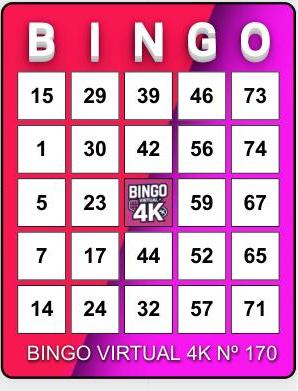 BINGO
15 29 39 46 73
1 30 42 56 74
5 23 BINGO VIRTUAL 4K 59 67
7 17 44 52 65
14 24 32 57 71
BINGO VIRTUAL 4K Nº 170